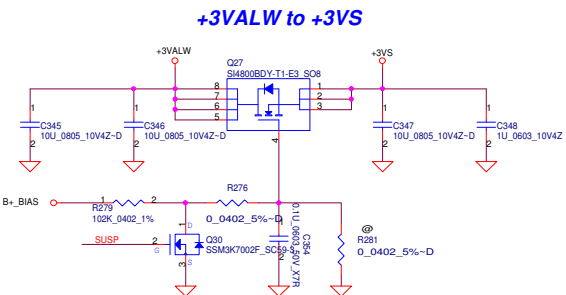 +3VALW to +3VS
+3VALW
Q27
SI4800BDY-T1-E3_SO8
+3VS
8
7
6
5
1
2
3
4
1
C345
10U_0805_10V4Z~D
2
1
C346
10U_0805_10V4Z~D
2
1
C347
10U_0805_10V4Z~D
2
1
C348
1U_0603_10V4Z
2
B+_BIAS
1
2
R279
102K_0402_1%
R276
0_0402_5%~D
1
D
SUSP
2
G
Q30
SSM3K7002F_SC59-3
3
S
C354
0.1U_0603_50V_X7R
2
@
R281
0_0402_5%~D